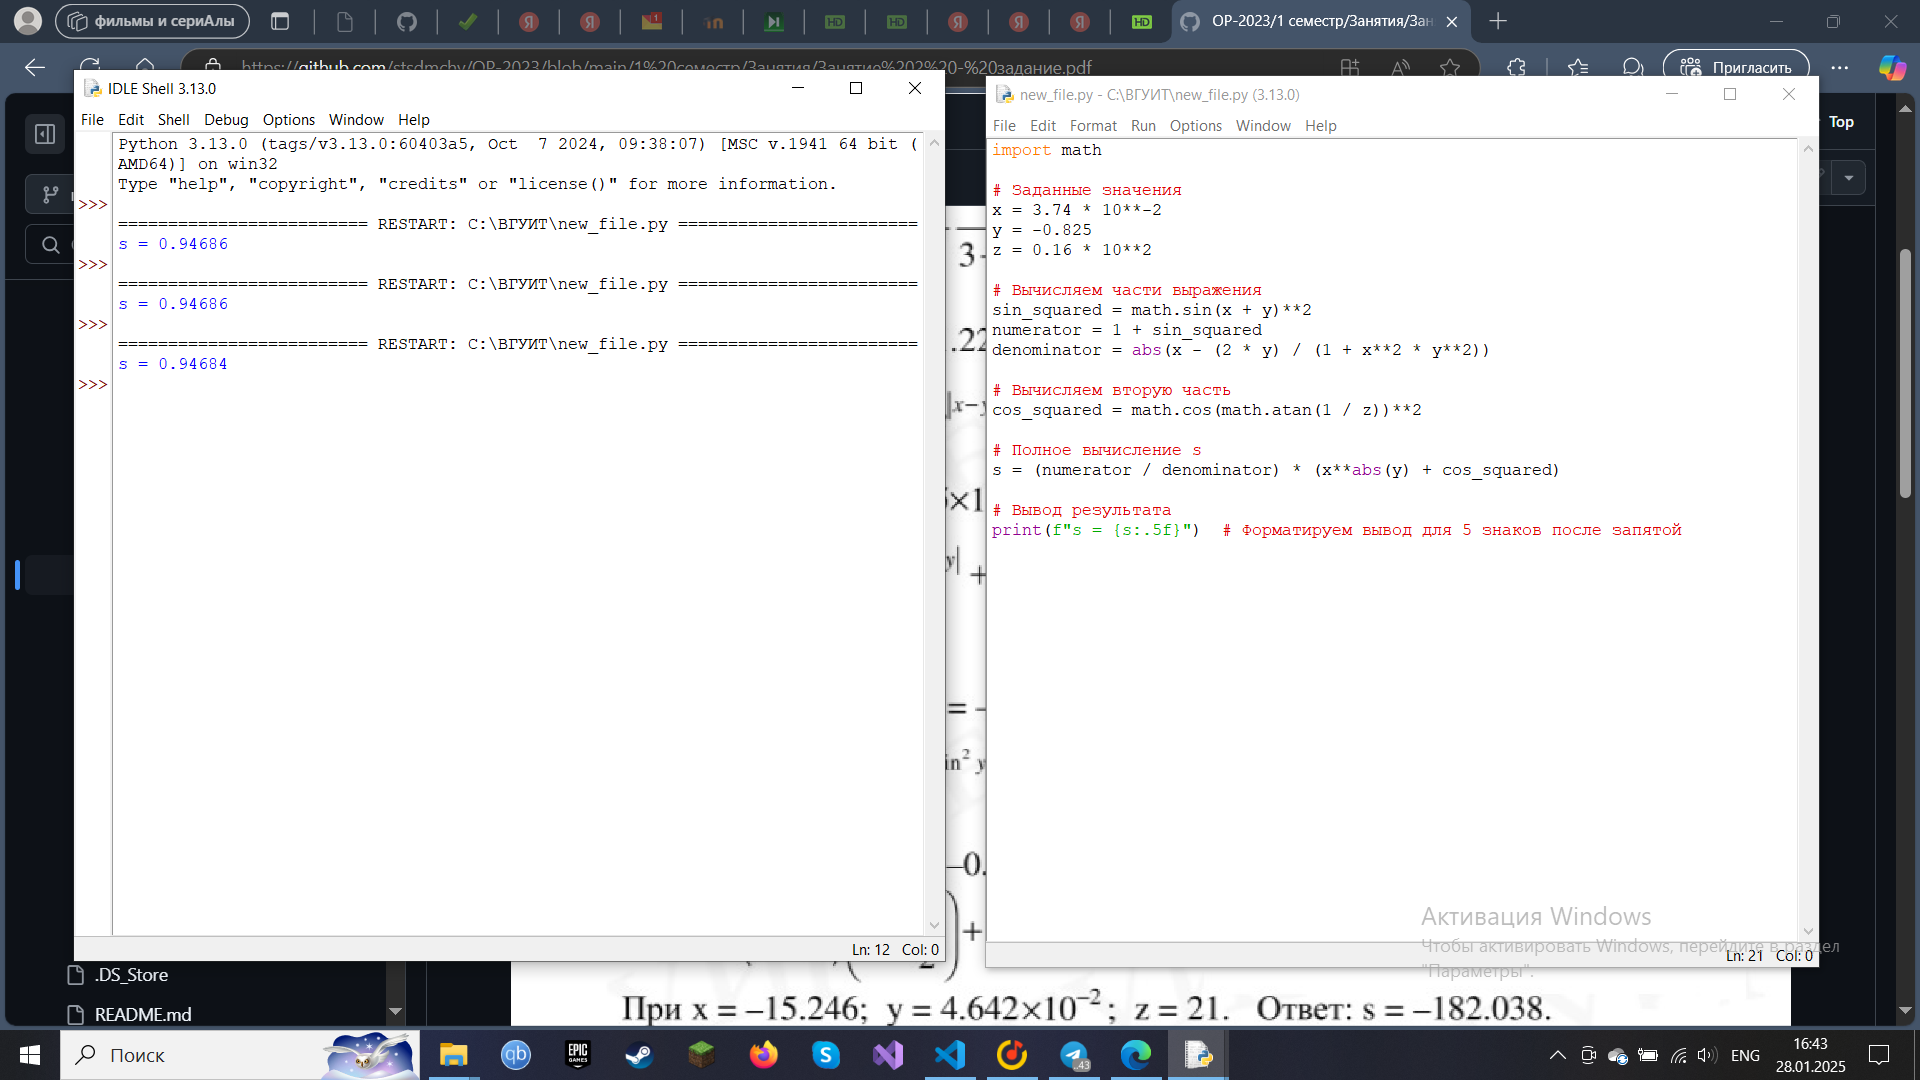 фильмы и сериАлы
OP-2023/1 семестр/Занятия/Зан
https://github.com/stsdmchy/OP-2023/blob/main/1%20семестр/Занятия/Занятие%202%20-%20задание.pdf
Пригласить
IDLE Shell 3.13.0
File Edit Shell Debug Options Window Help
Python 3.13.0 (tags/v3.13.0:60403a5, Oct  7 2024, 09:38:07) [MSC v.1941 64 bit (
AMD64)] on win32
Type "help", "copyright", "credits" or "license()" for more information.
>>>
========================= RESTART: C:\ВГУИТ\new_file.py ========================
s = 0.94686
>>>
========================= RESTART: C:\ВГУИТ\new_file.py ========================
s = 0.94686
>>>
========================= RESTART: C:\ВГУИТ\new_file.py ========================
s = 0.94684
>>>
Ln: 12 Col: 0
new_file.py - C:\ВГУИТ\new_file.py (3.13.0)
File Edit Format Run Options Window Help
import math
# Заданные значения
x = 3.74 * 10**-2
y = -0.825
z = 0.16 * 10**2
# Вычисляем части выражения
sin_squared = math.sin(x + y)**2
numerator = 1 + sin_squared
denominator = abs(x - (2 * y) / (1 + x**2 * y**2))
# Вычисляем вторую часть
cos_squared = math.cos(math.atan(1 / z))**2
# Полное вычисление s
s = (numerator / denominator) * (x**abs(y) + cos_squared)
# Вывод результата
print(f"s = {s:.5f}")  # Форматируем вывод для 5 знаков после запятой
Ln: 21 Col: 0
Top
Активация Windows
Чтобы активировать Windows, перейдите в раздел
"Параметры".
.DS_Store
README.md
При x = –15.246; y = 4.642×10⁻²; z = 21. Ответ: s = –182.038.
Поиск
EPIC
GAMES
43
ENG
16:43
28.01.2025